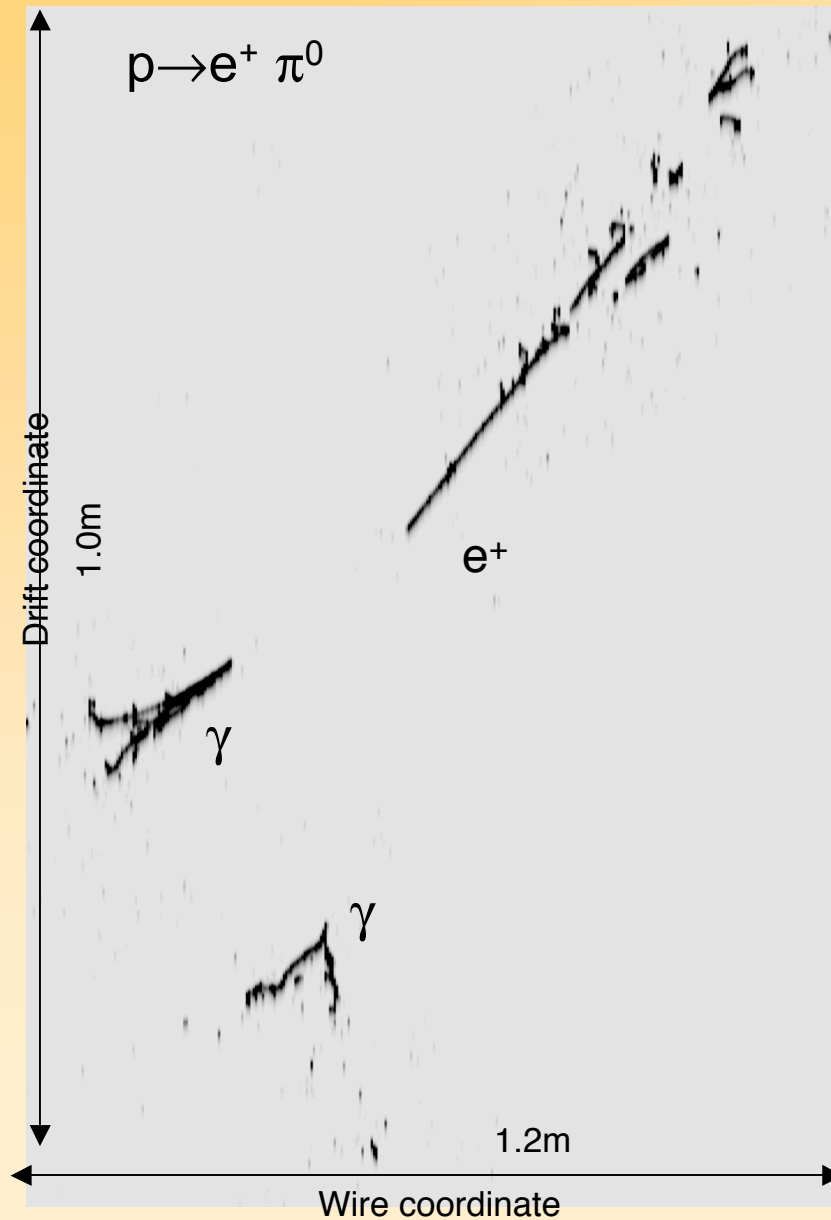 p→e⁺ π⁰
Drift coordinate
1.0m
e⁺
γ
γ
1.2m
Wire coordinate